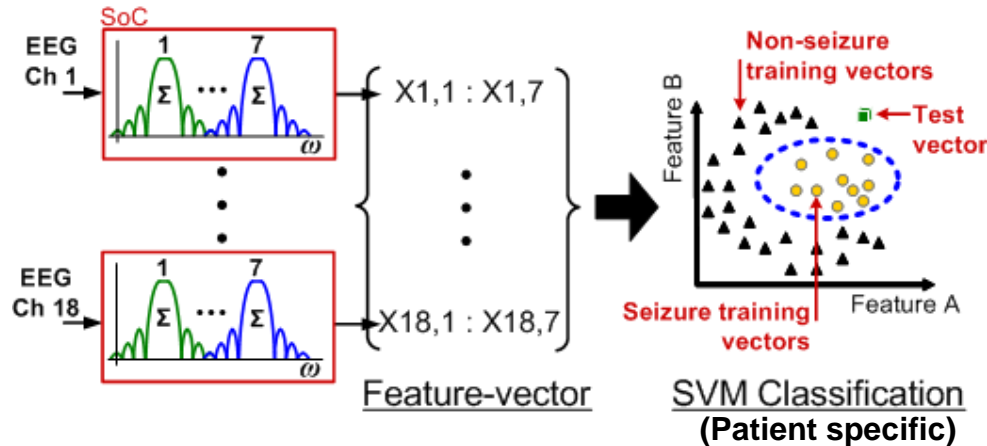 SoC
EEG
Ch 1
1
7
Σ
...
Σ
ω
X1,1 : X1,7
EEG
Ch 18
1
7
Σ
...
Σ
ω
X18,1 : X18,7
Feature-vector
Non-seizure
training vectors
Test
vector
Feature B
Feature A
Seizure training
vectors
SVM Classification
(Patient specific)